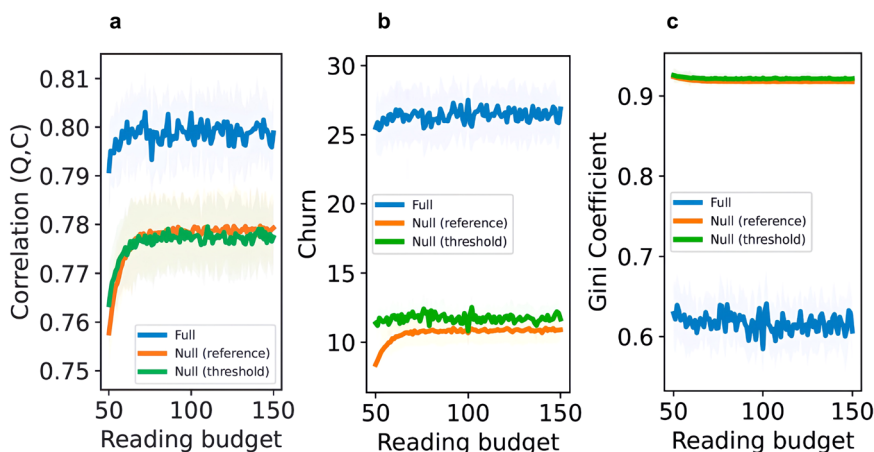 a
0.81
0.80
0.79
0.78
0.77
0.76
0.75
Correlation (Q,C)
Full
Null (reference)
Null (threshold)
50
100
150
Reading budget
b
30
25
20
15
10
Churn
Full
Null (reference)
Null (threshold)
50
100
150
Reading budget
c
0.9
0.8
0.7
0.6
Gini Coefficient
Full
Null (reference)
Null (threshold)
50
100
150
Reading budget